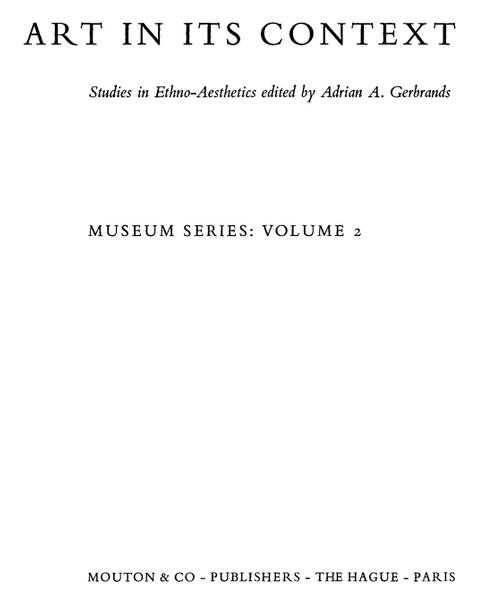 ART IN ITS CONTEXT
Studies in Ethno-Aesthetics edited by Adrian A. Gerbrands
MUSEUM SERIES: VOLUME 2
MOUTON & CO - PUBLISHERS - THE HAGUE - PARIS